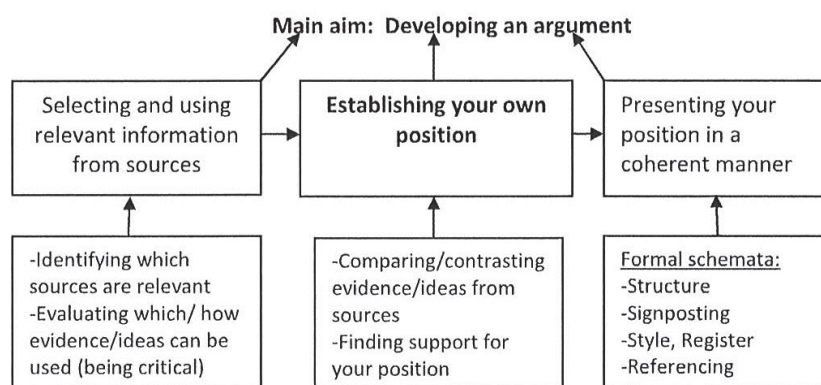 Main aim: Developing an argument
Selecting and using
relevant information
from sources
Establishing your own
position
Presenting your
position in a
coherent manner
-Identifying which
sources are relevant
-Evaluating which/ how
evidence/ideas can be
used (being critical)
-Comparing/contrasting
evidence/ideas from
sources
-Finding support for
your position
Formal schemata:
-Structure
-Signposting
-Style, Register
-Referencing